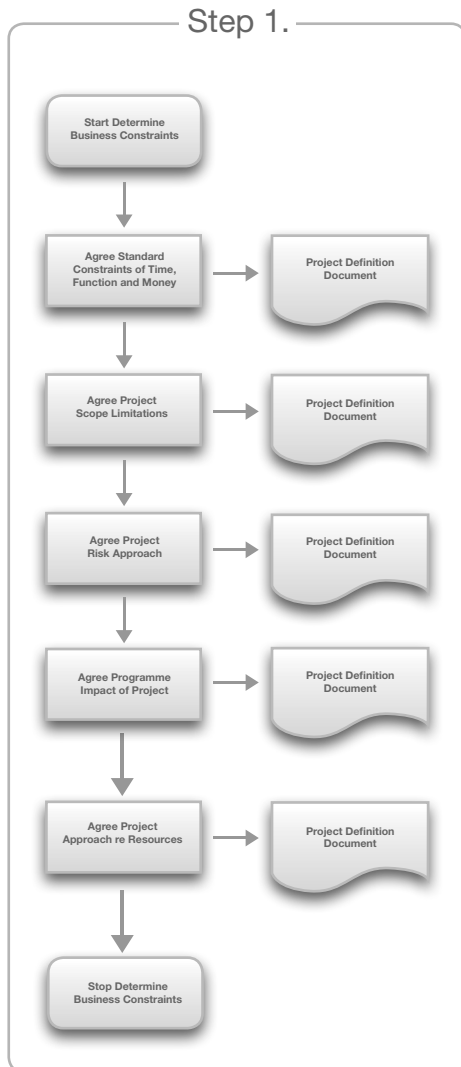 Step 1.
Start Determine
Business Constraints
Agree Standard
Constraints of Time,
Function and Money
Project Definition
Document
Agree Project
Scope Limitations
Project Definition
Document
Agree Project
Risk Approach
Project Definition
Document
Agree Programme
Impact of Project
Project Definition
Document
Agree Project
Approach re Resources
Project Definition
Document
Stop Determine
Business Constraints